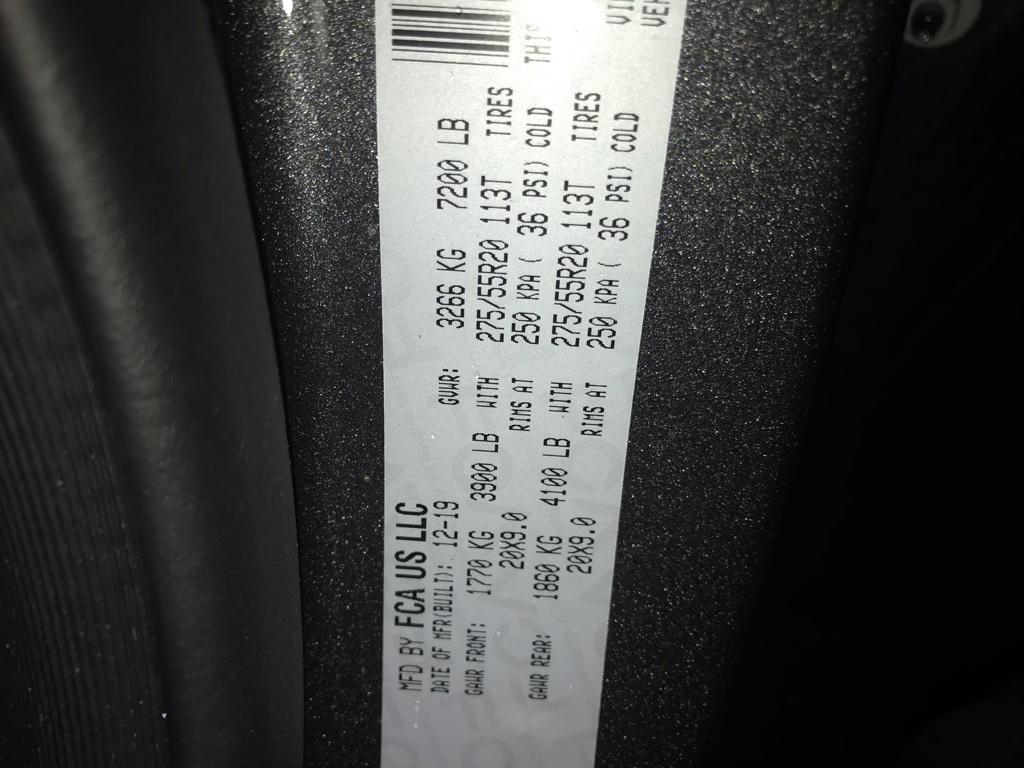 MFD BY FCA US LLC
DATE OF MFR(BUILT): 12-19 GVWR: 3266 KG 7200 LB
GAWR FRONT: 1770 KG 3900 LB WITH 275/55R20 113T TIRES
20X9.0 RIMS AT 250 KPA ( 36 PSI) COLD
GAWR REAR: 1860 KG 4100 LB WITH 275/55R20 113T TIRES
20X9.0 RIMS AT 250 KPA ( 36 PSI) COLD